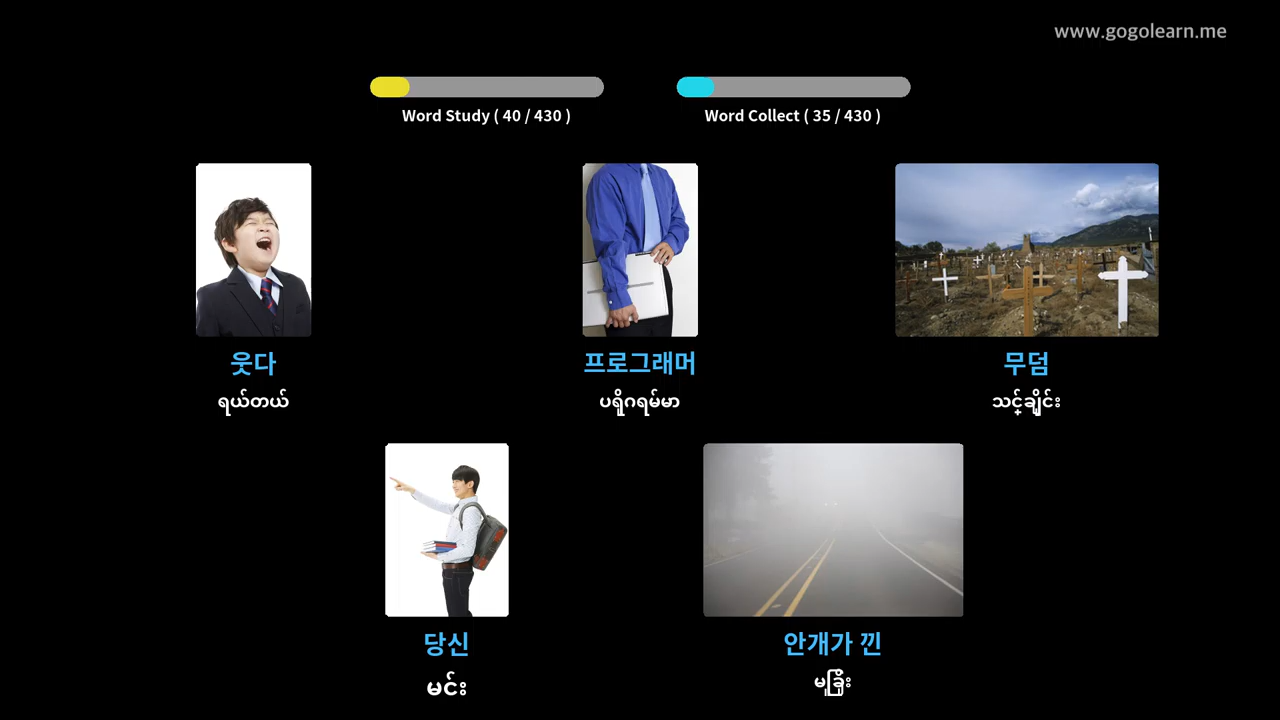 www.gogolearn.me
Word Study ( 40 / 430 )
Word Collect ( 35 / 430 )
웃다
ရယ်တယ်
프로그래머
ပရိုဂရမ်မာ
무덤
သင်္ချိုင်း
당신
မင်း
안개가 낀